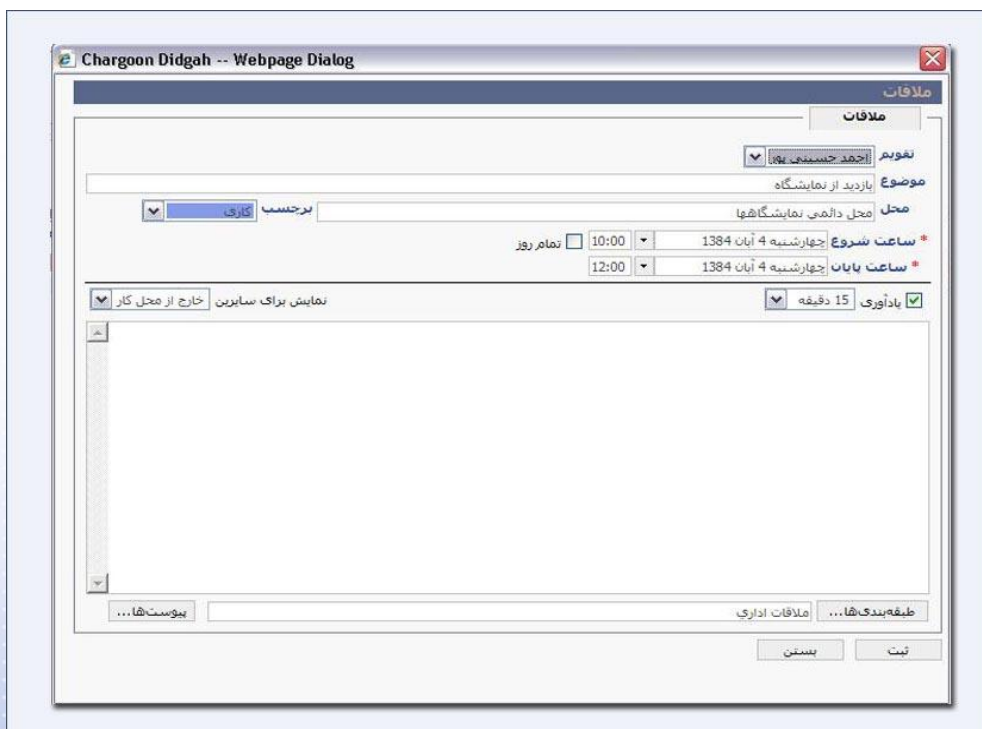 Chargoon Didgah -- Webpage Dialog
ملاقات
ملاقات
تقویم احمد حسینی پور
موضوع بازدید از نمایشگاه
محل محل دائمی نمایشگاهها برچسب کاری
* ساعت شروع چهارشنبه 4 آبان 1384 10:00 تمام روز
* ساعت پایان چهارشنبه 4 آبان 1384 12:00
یادآوری 15 دقیقه نمایش برای سایرین خارج از محل کار
طبقه‌بندی‌ها... ملاقات اداري پیوست‌ها...
ثبت بستن